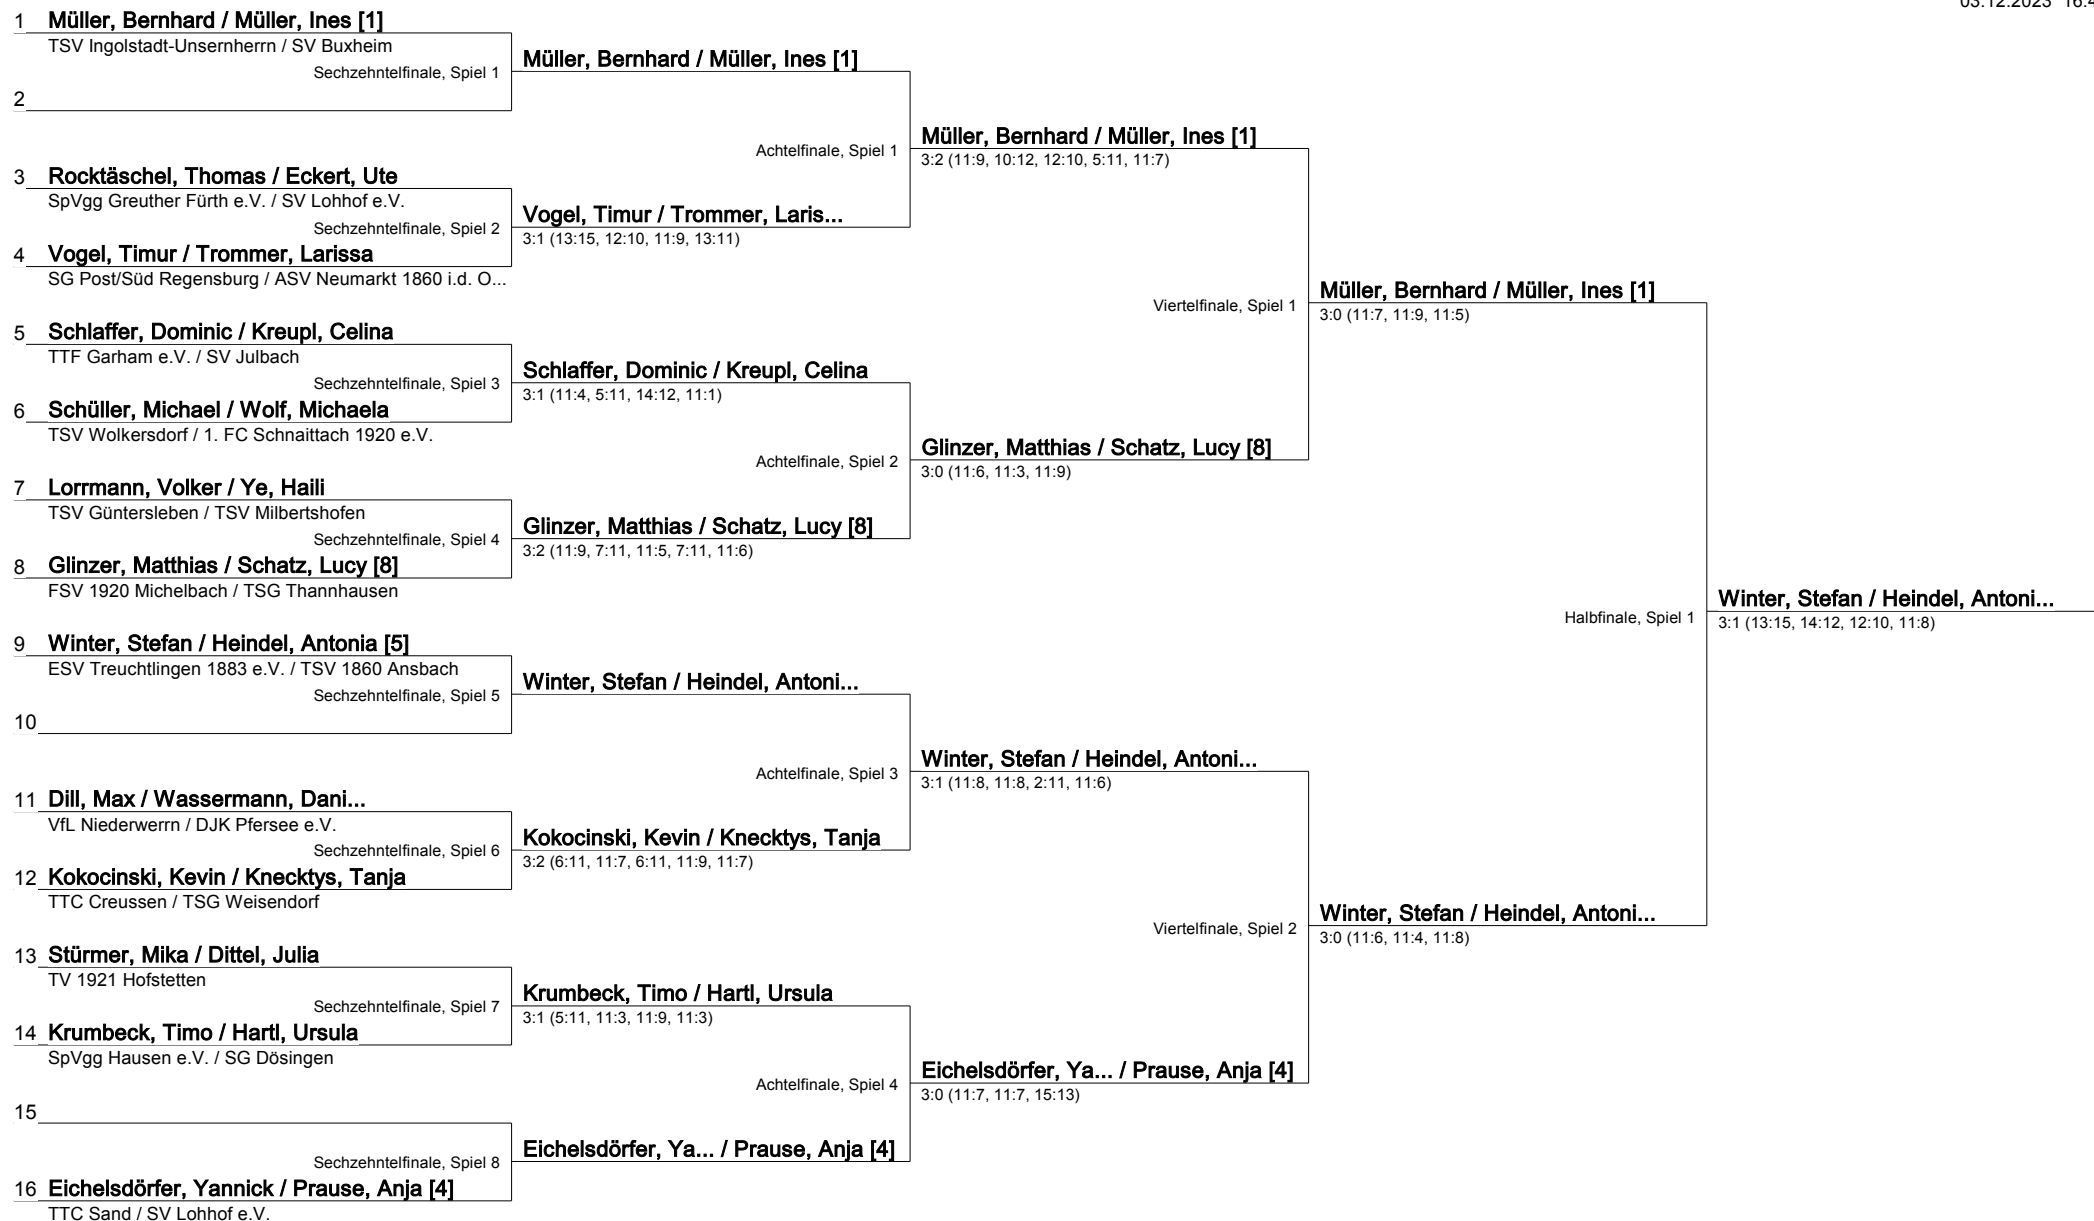 03.12.2023
1 Müller, Bernhard / Müller, Ines [1]
TSV Ingolstadt-Unsernherrn / SV Buxheim
Sechzehntelfinale, Spiel 1
Müller, Bernhard / Müller, Ines [1]
2
Achtelfinale, Spiel 1
Müller, Bernhard / Müller, Ines [1]
3:2 (11:9, 10:12, 12:10, 5:11, 11:7)
3 Rocktäschel, Thomas / Eckert, Ute
SpVgg Greuther Fürth e.V. / SV Lohhof e.V.
Sechzehntelfinale, Spiel 2
Vogel, Timur / Trommer, Laris...
3:1 (13:15, 12:10, 11:9, 13:11)
4 Vogel, Timur / Trommer, Larissa
SG Post/Süd Regensburg / ASV Neumarkt 1860 i.d. O...
Viertelfinale, Spiel 1
Müller, Bernhard / Müller, Ines [1]
3:0 (11:7, 11:9, 11:5)
5 Schlaffer, Dominic / Kreupl, Celina
TTF Garham e.V. / SV Julbach
Sechzehntelfinale, Spiel 3
Schlaffer, Dominic / Kreupl, Celina
3:1 (11:4, 5:11, 14:12, 11:1)
6 Schüller, Michael / Wolf, Michaela
TSV Wolkersdorf / 1. FC Schnaittach 1920 e.V.
Achtelfinale, Spiel 2
Glinzer, Matthias / Schatz, Lucy [8]
3:0 (11:6, 11:3, 11:9)
7 Lorrmann, Volker / Ye, Haili
TSV Güntersleben / TSV Milbertshofen
Sechzehntelfinale, Spiel 4
Glinzer, Matthias / Schatz, Lucy [8]
3:2 (11:9, 7:11, 11:5, 7:11, 11:6)
8 Glinzer, Matthias / Schatz, Lucy [8]
FSV 1920 Michelbach / TSG Thannhausen
Halbfinale, Spiel 1
Winter, Stefan / Heindel, Antoni...
3:1 (13:15, 14:12, 12:10, 11:8)
9 Winter, Stefan / Heindel, Antonia [5]
ESV Treuchtlingen 1883 e.V. / TSV 1860 Ansbach
Sechzehntelfinale, Spiel 5
Winter, Stefan / Heindel, Antoni...
10
Achtelfinale, Spiel 3
Winter, Stefan / Heindel, Antoni...
3:1 (11:8, 11:8, 2:11, 11:6)
11 Dill, Max / Wassermann, Dani...
VfL Niederwerrn / DJK Pfersee e.V.
Sechzehntelfinale, Spiel 6
Kokocinski, Kevin / Knecktys, Tanja
3:2 (6:11, 11:7, 6:11, 11:9, 11:7)
12 Kokocinski, Kevin / Knecktys, Tanja
TTC Creussen / TSG Weisendorf
Viertelfinale, Spiel 2
Winter, Stefan / Heindel, Antoni...
3:0 (11:6, 11:4, 11:8)
13 Stürmer, Mika / Dittel, Julia
TV 1921 Hofstetten
Sechzehntelfinale, Spiel 7
Krumbeck, Timo / Hartl, Ursula
3:1 (5:11, 11:3, 11:9, 11:3)
14 Krumbeck, Timo / Hartl, Ursula
SpVgg Hausen e.V. / SG Dösingen
Achtelfinale, Spiel 4
Eichelsdörfer, Ya... / Prause, Anja [4]
3:0 (11:7, 11:7, 15:13)
15
Sechzehntelfinale, Spiel 8
Eichelsdörfer, Ya... / Prause, Anja [4]
16 Eichelsdörfer, Yannick / Prause, Anja [4]
TTC Sand / SV Lohhof e.V.